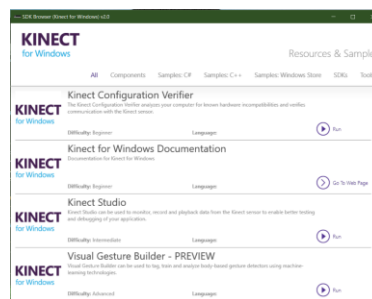 SDK Browser (Kinect for Windows) v2.0
KINECT
for Windows
Resources & Sample
All Components Samples: C# Samples: C++ Samples: Windows Store SDKs Tool
Kinect Configuration Verifier
The Kinect Configuration Verifier analyzes your computer for known hardware incompatibilities and verifies
communication with the Kinect sensor.
KINECT
for Windows
Difficulty: Beginner Language: Run
Kinect for Windows Documentation
Documentation for Kinect for Windows
KINECT
for Windows
Difficulty: Beginner Language: Go To Web Page
Kinect Studio
Kinect Studio can be used to monitor, record and playback data from the Kinect sensor to enable better testing
and debugging of your application.
KINECT
for Windows
Difficulty: Intermediate Language: Run
Visual Gesture Builder - PREVIEW
Visual Gesture Builder can be used to tag, train and analyze body-based gesture detectors using machine-
learning technologies.
KINECT
for Windows
Difficulty: Advanced Language: Run